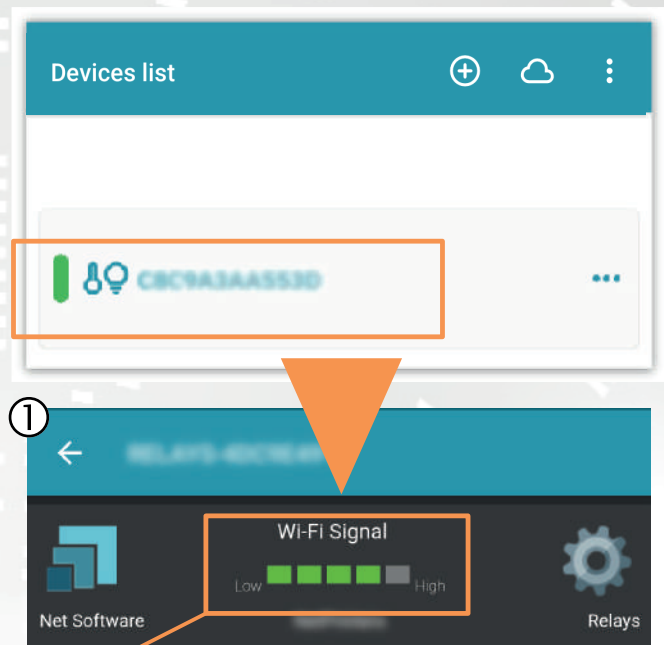 Devices list
①
Wi-Fi Signal
Low High
Net Software
Relays